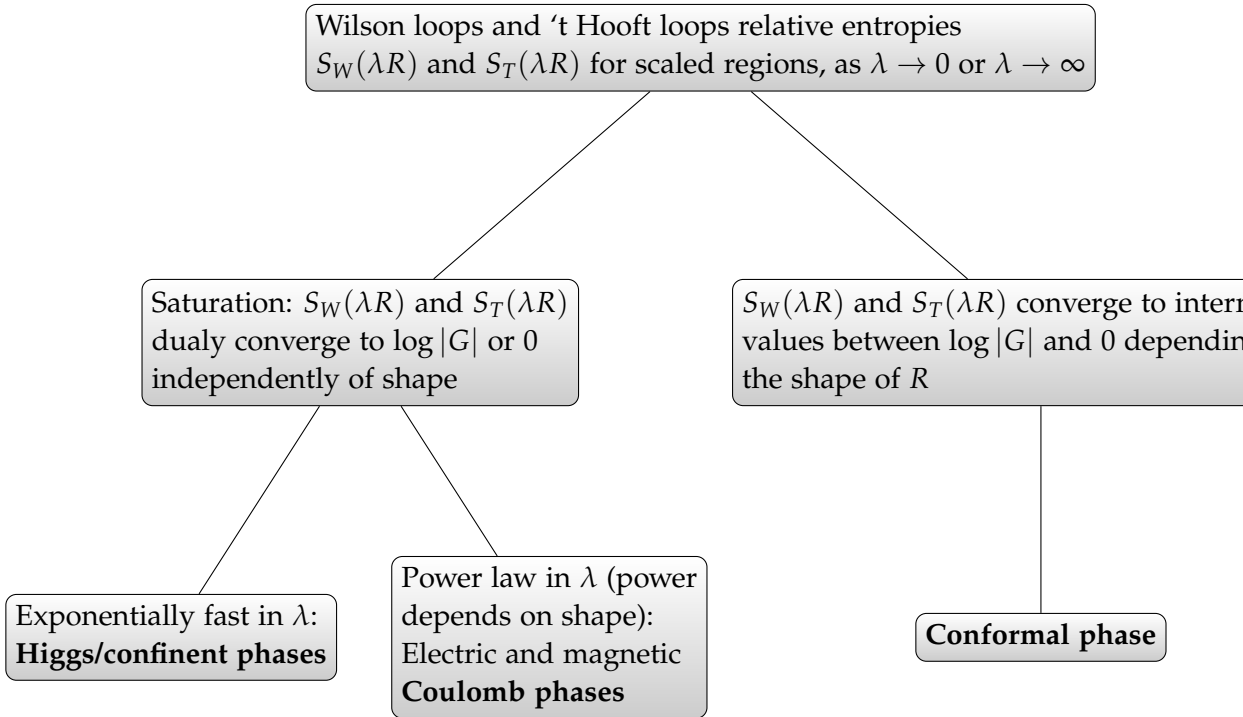 Wilson loops and ‘t Hooft loops relative entropies
S_W(λR) and S_T(λR) for scaled regions, as λ → 0 or λ → ∞
Saturation: S_W(λR) and S_T(λR)
dualy converge to log |G| or 0
independently of shape
S_W(λR) and S_T(λR) converge to
values between log |G| and 0
the shape of R
Exponentially fast in λ:
Higgs/confinent phases
Power law in λ (power
depends on shape):
Electric and magnetic
Coulomb phases
Conformal phase